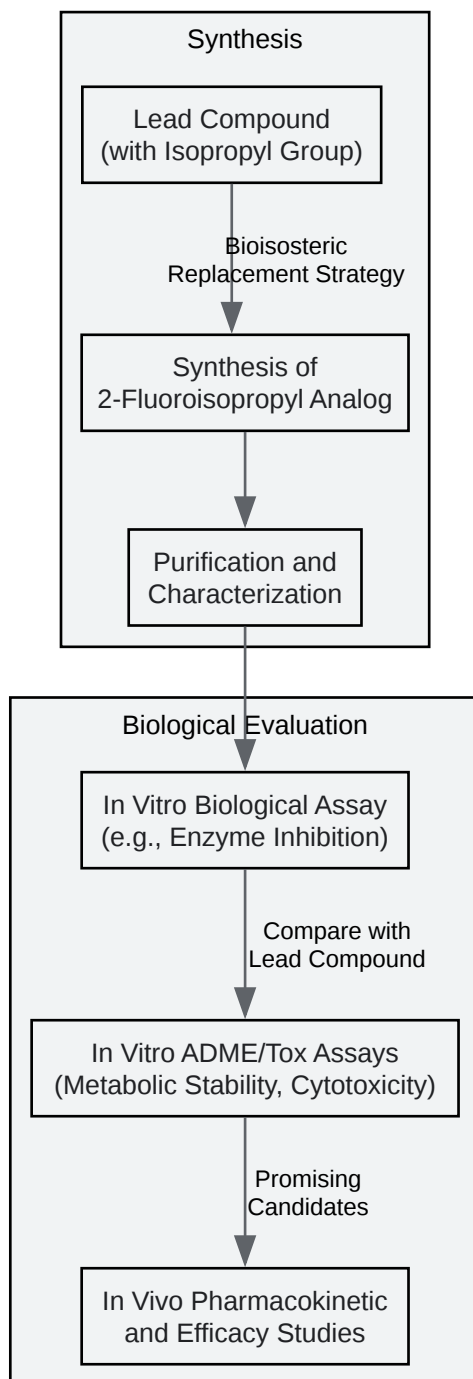 Synthesis
Lead Compound
(with Isopropyl Group)
Bioisosteric
Replacement Strategy
Synthesis of
2-Fluoroisopropyl Analog
Purification and
Characterization
Biological Evaluation
In Vitro Biological Assay
(e.g., Enzyme Inhibition)
Compare with
Lead Compound
In Vitro ADME/Tox Assays
(Metabolic Stability, Cytotoxicity)
Promising
Candidates
In Vivo Pharmacokinetic
and Efficacy Studies